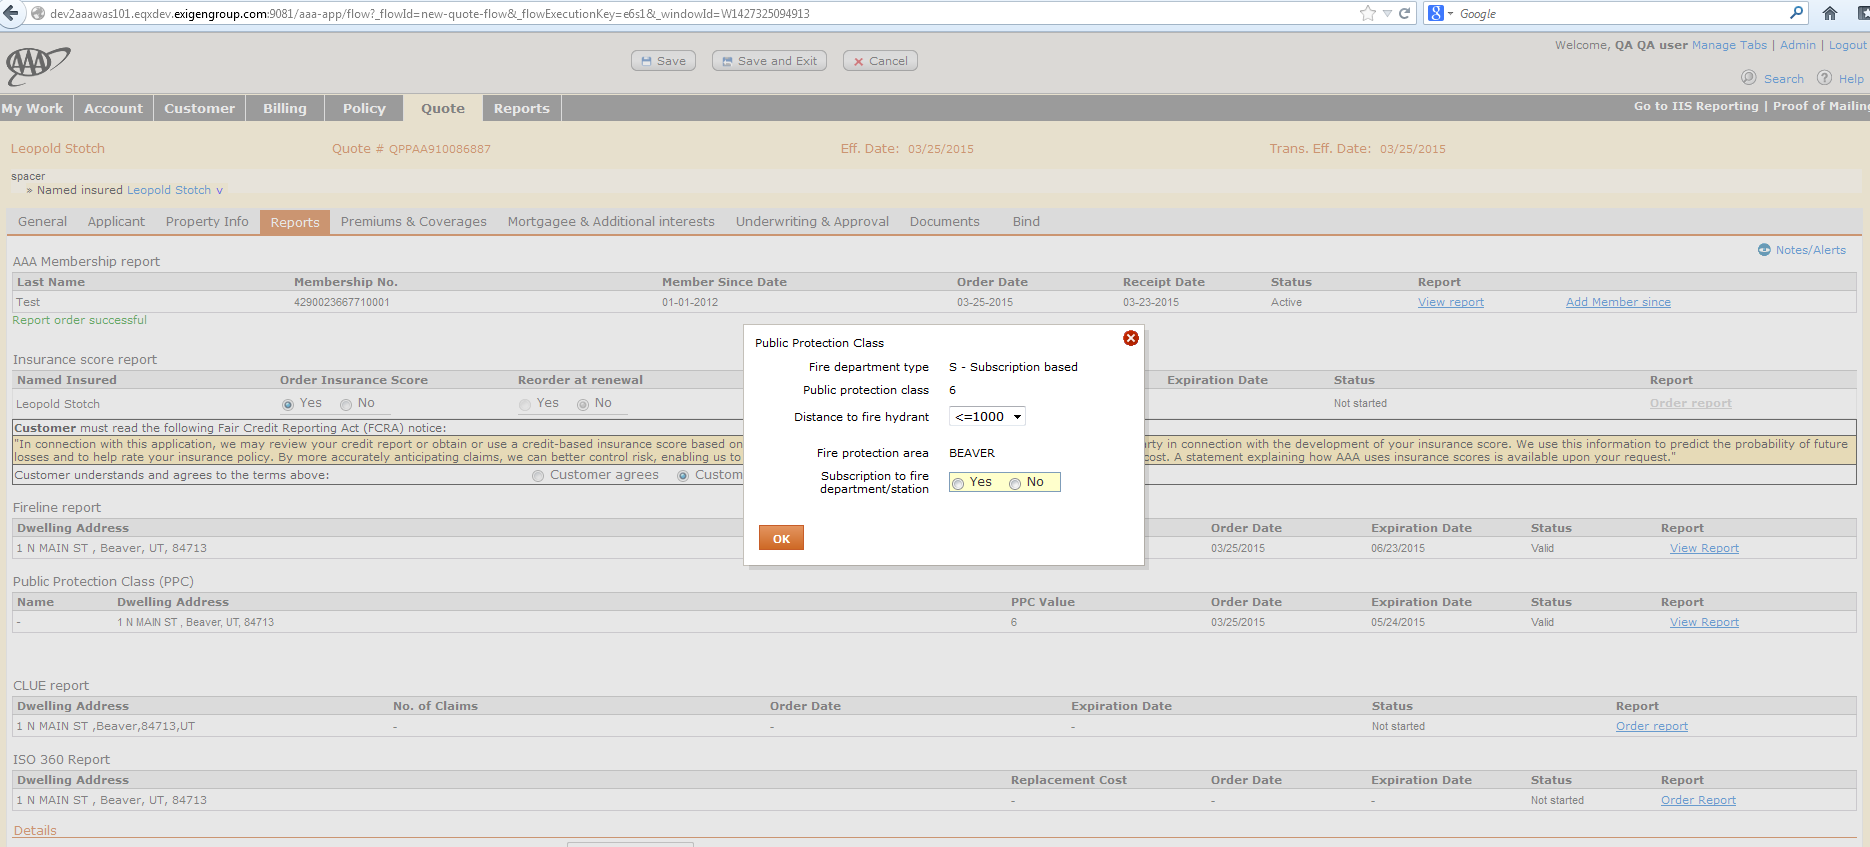 dev2aaawas101.eqxdev.exigengroup.com:9081/aaa-app/flow?_flowId=new-quote-flow&_flowExecutionKey=e6s1&_windowId=W1427325094913
Google
AAA
Save Save and Exit Cancel
Welcome, QA QA user Manage Tabs | Admin | Logout
Search Help
My Work Account Customer Billing Policy Quote Reports
Go to IIS Reporting | Proof of Mailing
Leopold Stotch Quote # QPPAA910086887 Eff. Date: 03/25/2015 Trans. Eff. Date: 03/25/2015
spacer
» Named insured Leopold Stotch v
General Applicant Property Info Reports Premiums & Coverages Mortgagee & Additional interests Underwriting & Approval Documents Bind
Notes/Alerts
AAA Membership report
Last Name Membership No. Member Since Date Order Date Receipt Date Status Report
Test 4290023667710001 01-01-2012 03-25-2015 03-23-2015 Active View report Add Member since
Report order successful
Insurance score report
Named Insured Order Insurance Score Reorder at renewal Expiration Date Status Report
Leopold Stotch Yes No Yes No Not started Order report
Customer must read the following Fair Credit Reporting Act (FCRA) notice:
"In connection with this application, we may review your credit report or obtain or use a credit-based insurance score based on rty in connection with the development of your insurance score. We use this information to predict the probability of future
losses and to help rate your insurance policy. By more accurately anticipating claims, we can better control risk, enabling us to cost. A statement explaining how AAA uses insurance scores is available upon your request."
Customer understands and agrees to the terms above: Customer agrees Custom
Public Protection Class
Fire department type S - Subscription based
Public protection class 6
Distance to fire hydrant <=1000
Fire protection area BEAVER
Subscription to fire
department/station Yes No
OK
Fireline report
Dwelling Address Order Date Expiration Date Status Report
1 N MAIN ST , Beaver, UT, 84713 03/25/2015 06/23/2015 Valid View Report
Public Protection Class (PPC)
Name Dwelling Address PPC Value Order Date Expiration Date Status Report
- 1 N MAIN ST , Beaver, UT, 84713 6 03/25/2015 05/24/2015 Valid View Report
CLUE report
Dwelling Address No. of Claims Order Date Expiration Date Status Report
1 N MAIN ST ,Beaver,84713,UT - - - Not started Order report
ISO 360 Report
Dwelling Address Replacement Cost Order Date Expiration Date Status Report
1 N MAIN ST , Beaver, UT, 84713 - - - Not started Order Report
Details